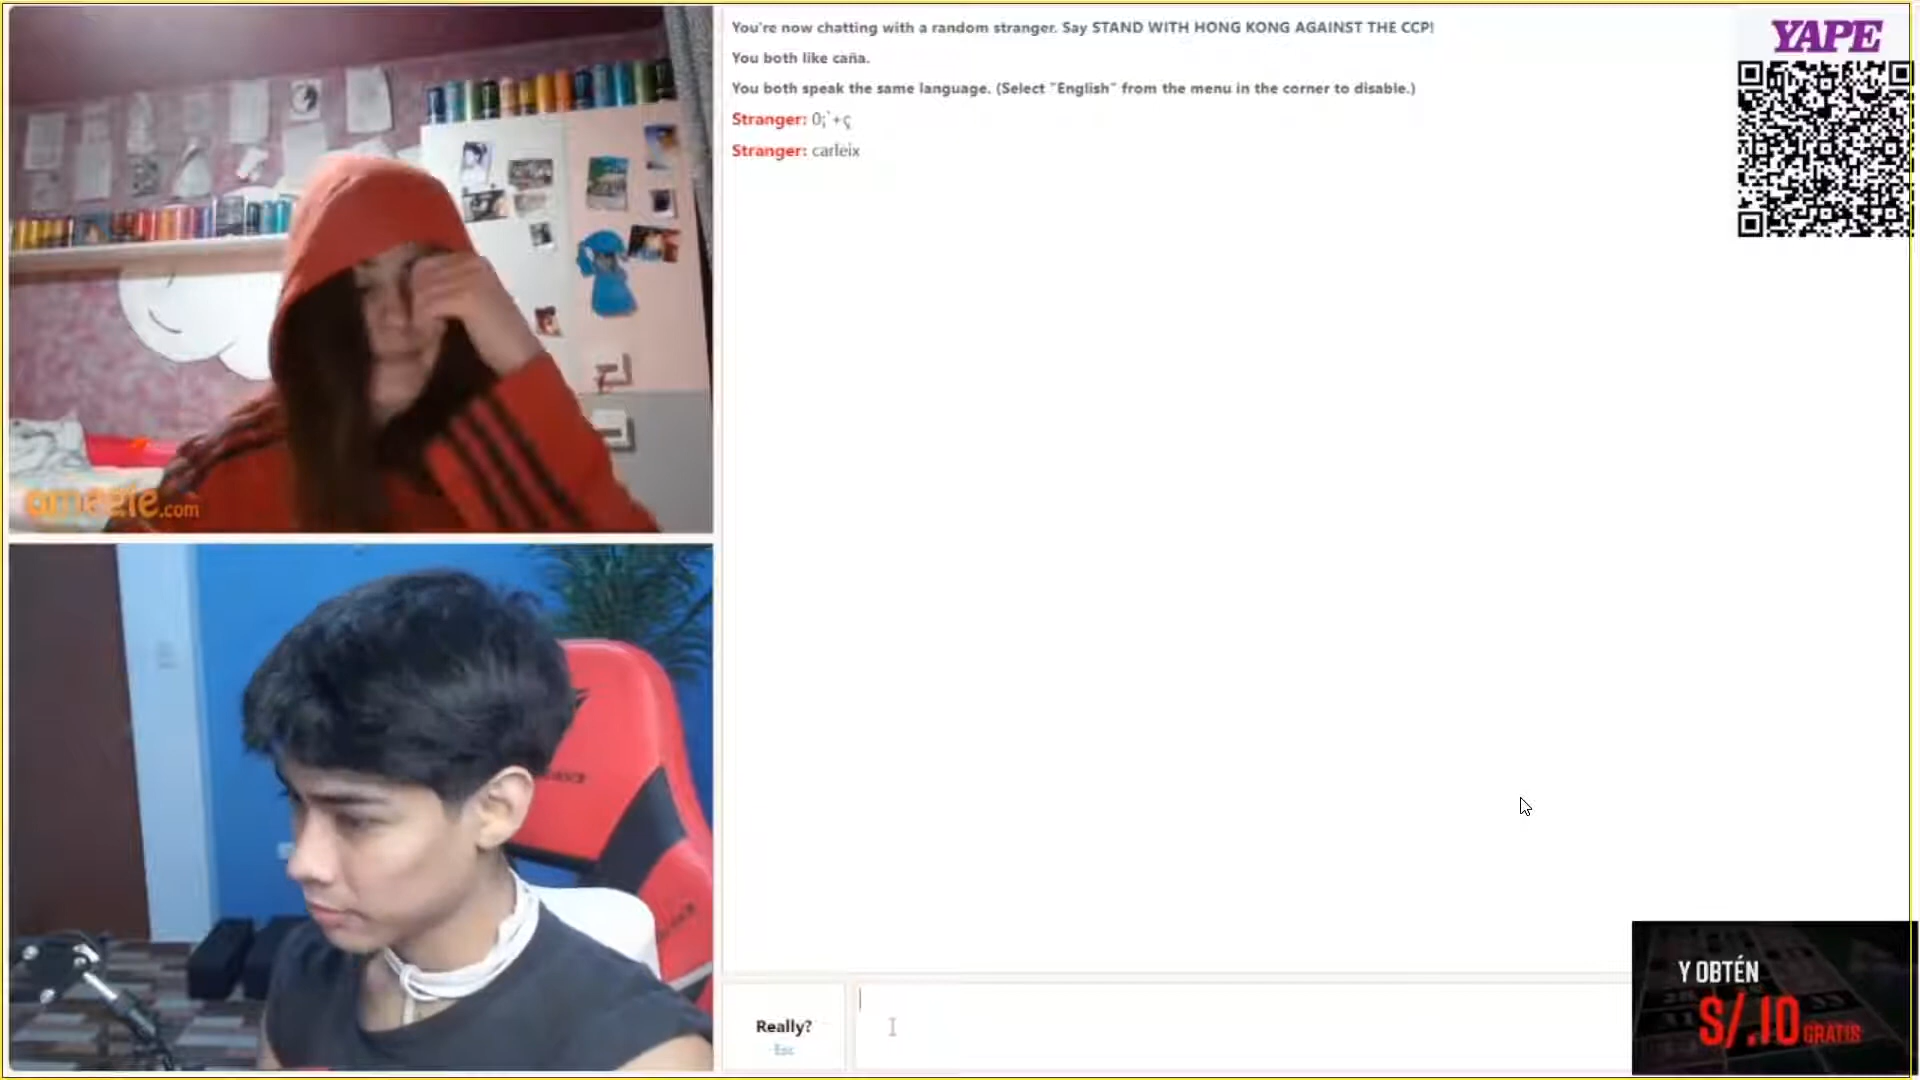 You're now chatting with a random stranger. Say STAND WITH HONG KONG AGAINST THE CCP!
You both like caña.
You both speak the same language. (Select "English" from the menu in the corner to disable.)
Stranger: 0¡`+ç
Stranger: carleix
YAPE
omegle.com
Really?
Esc
Y OBTÉN
S/.10 GRATIS